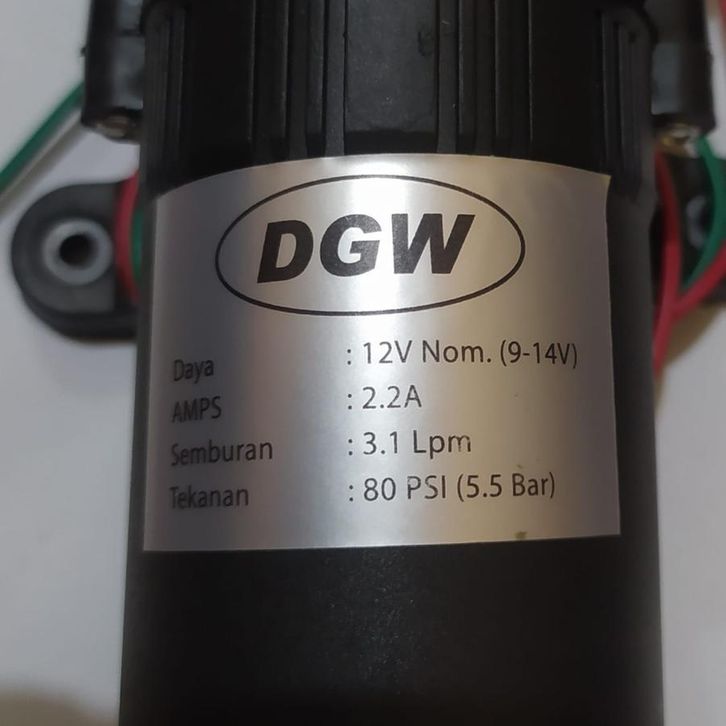 DGW
Daya : 12V Nom. (9-14V)
AMPS : 2.2A
Semburan : 3.1 Lpm
Tekanan : 80 PSI (5.5 Bar)